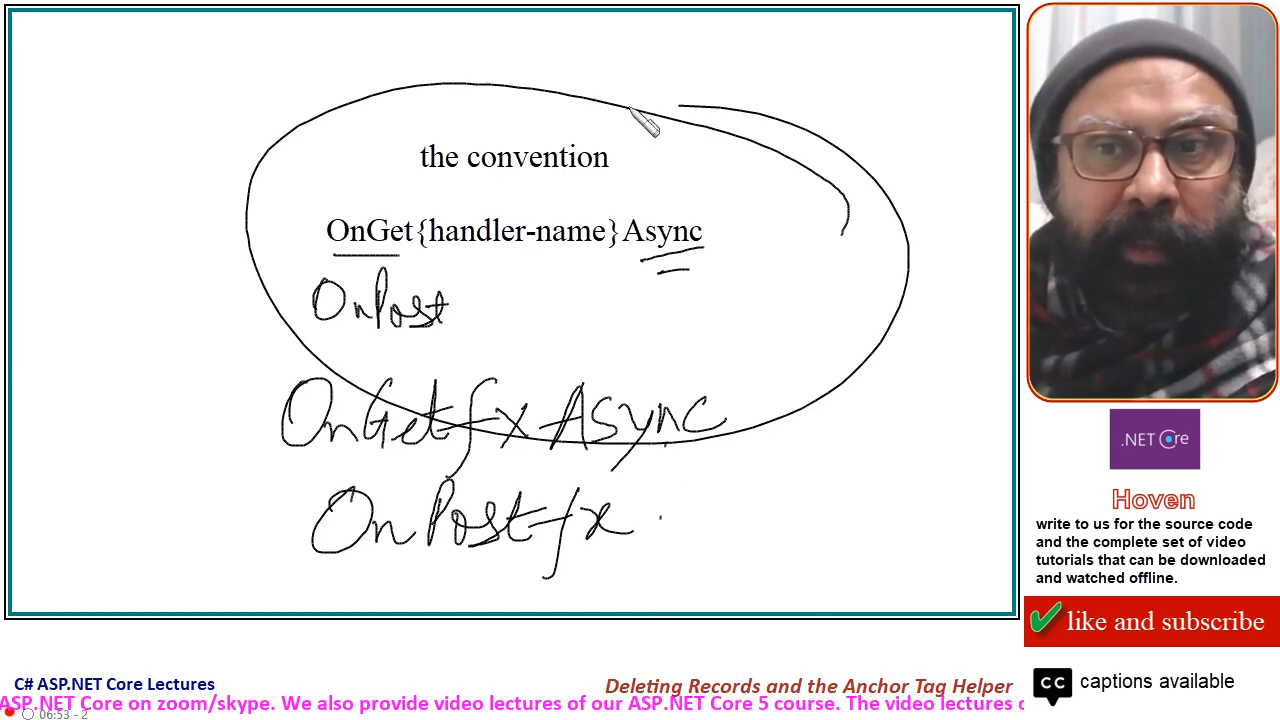 the convention
OnGet{handler-name}Async
OnPost
OnGetfxAsync
OnPostfx
.NET Core
Hoven
write to us for the source code
and the complete set of video
tutorials that can be downloaded
and watched offline.
like and subscribe
C# ASP.NET Core Lectures
Deleting Records and the Anchor Tag Helper
CC captions available
ASP.NET Core on zoom/skype. We also provide video lectures of our ASP.NET Core 5 course. The video lectures
06:53 - 2